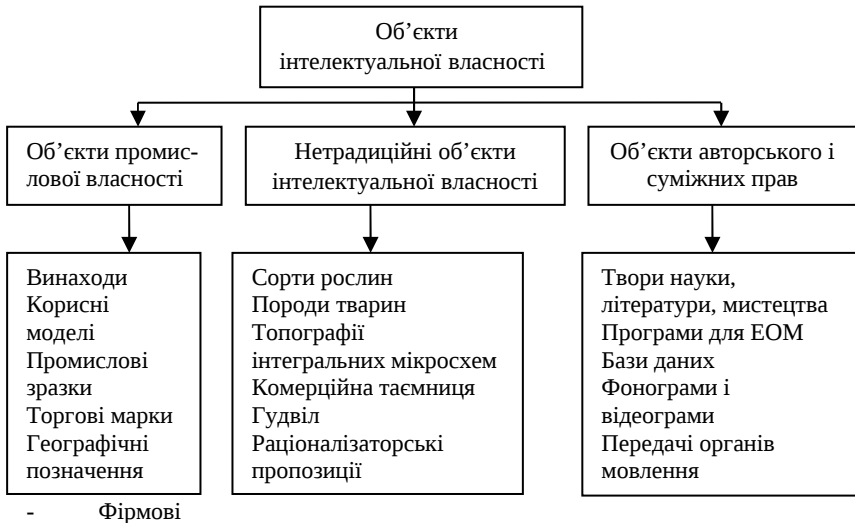 Об’єкти
інтелектуальної власності
Об’єкти промис-
лової власності
Нетрадиційні об’єкти
інтелектуальної власності
Об’єкти авторського і
суміжних прав
Винаходи
Корисні
моделі
Промислові
зразки
Торгові марки
Географічні
позначення
Сорти рослин
Породи тварин
Топографії
інтегральних мікросхем
Комерційна таємниця
Гудвіл
Раціоналізаторські
пропозиції
Твори науки,
літератури, мистецтва
Програми для ЕОМ
Бази даних
Фонограми і
відеограми
Передачі органів
мовлення
- Фірмові